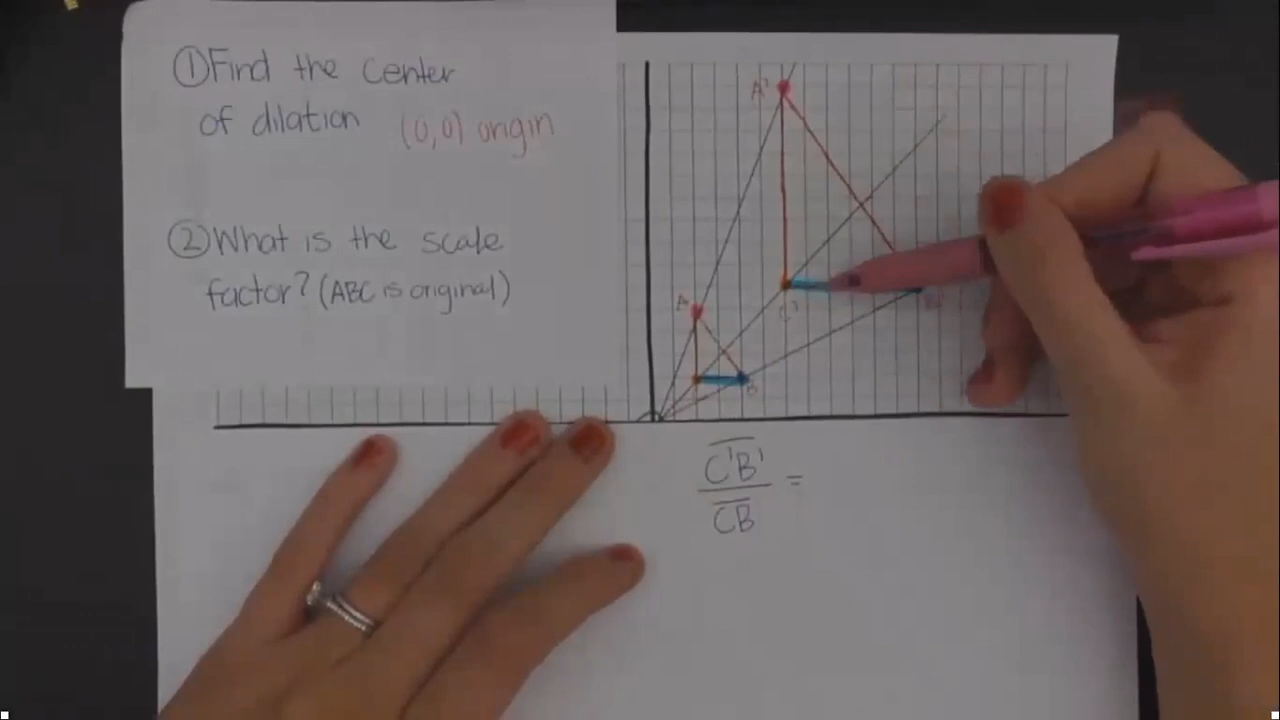 ①Find the center
of dilation (0,0) origin
②What is the scale
factor? (ABC is original)
A'
A
C'
B
C'B'
CB
=